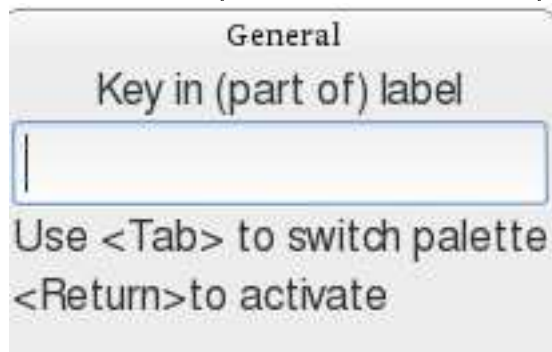 General
Key in (part of) label
Use <Tab> to switch palette
<Return>to activate